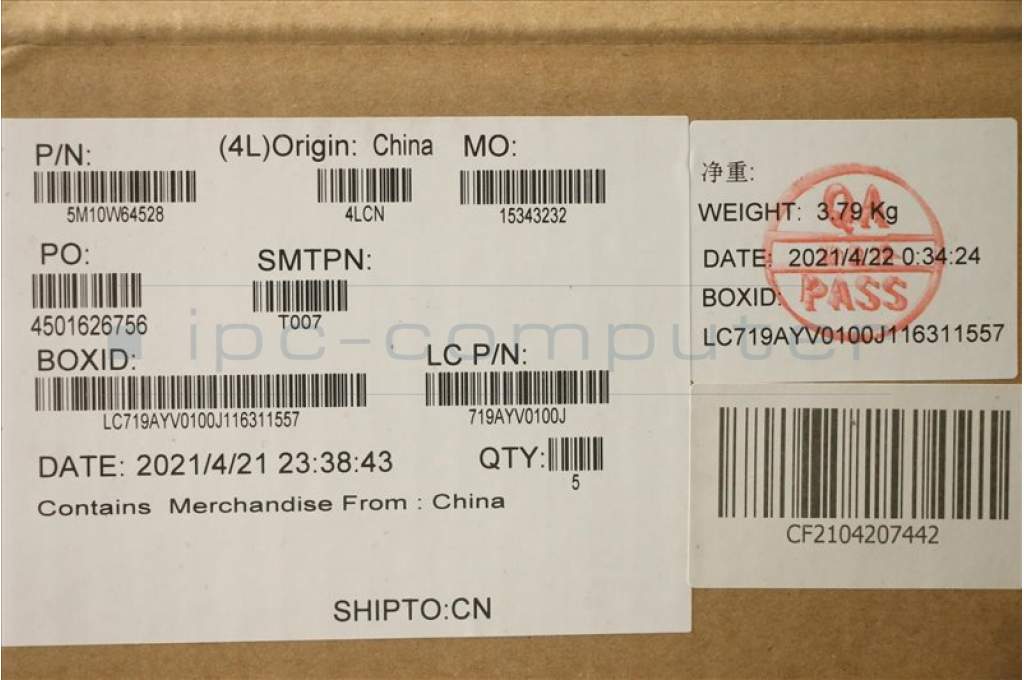 P/N:
5M10W64528
(4L)Origin: China
4LCN
MO:
15343232
PO:
4501626756
SMTPN:
T007
BOXID:
LC719AYV0100J116311557
LC P/N:
719AYV0100J
DATE: 2021/4/21 23:38:43
QTY:
5
Contains Merchandise From : China
SHIPTO:CN
净重:
WEIGHT: 3.79 Kg
DATE: 2021/4/22 0:34:24
BOXID:
LC719AYV0100J116311557
QA
PASS
CF2104207442
ipc-computer